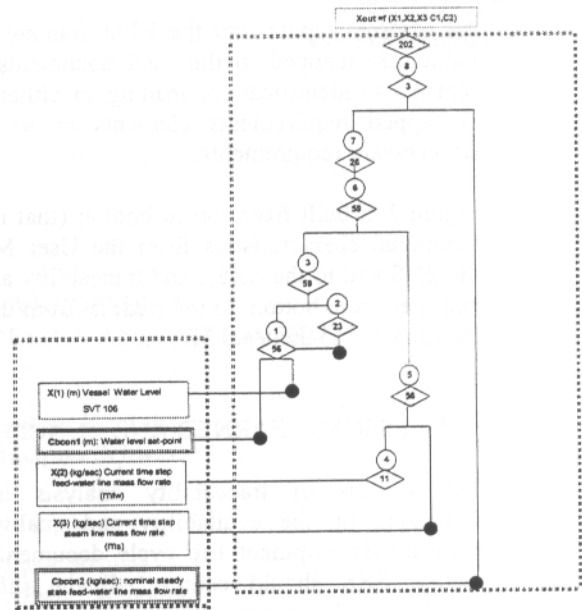 Xout =f (X1,X2,X3 C1,C2)
202
8
3
7
26
6
58
3
59
2
23
1
56
5
56
4
11
X(1) (m) Vessel Water Level
SVT 106
Cbcon1 (m): Water level set-point
X(2) (kg/sec) Current time step
feed-water line mass flow rate
(mfw)
X(3) (kg/sec) Current time step
steam line mass flow rate
(ms)
Cbcon2 (kg/sec): nominal steady
state feed-water line mass flow rate